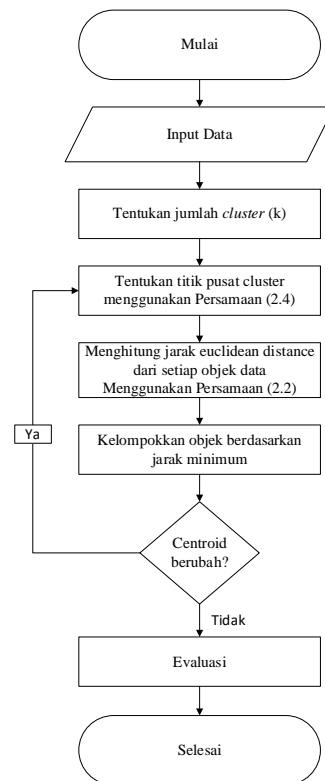 Mulai
Input Data
Tentukan jumlah cluster (k)
Tentukan titik pusat cluster
menggunakan Persamaan (2.4)
Menghitung jarak euclidean distance
dari setiap objek data
Menggunakan Persamaan (2.2)
Ya
Kelompokkan objek berdasarkan
jarak minimum
Centroid
berubah?
Tidak
Evaluasi
Selesai